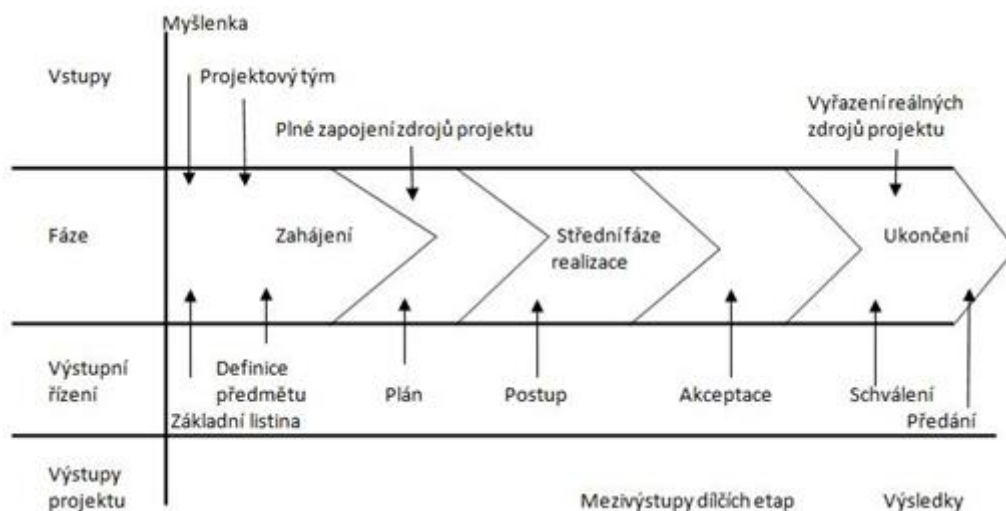 Myšlenka
Vstupy
Projektový tým
Plné zapojení zdrojů projektu
Vyřazení reálných
zdrojů projektu
Fáze
Zahájení
Střední fáze
realizace
Ukončení
Výstupní
řízení
Základní listina
Definice
předmětu
Plán
Postup
Akceptace
Schválení
Předání
Výstupy
projektu
Mezivýstupy dílčích etap
Výsledky